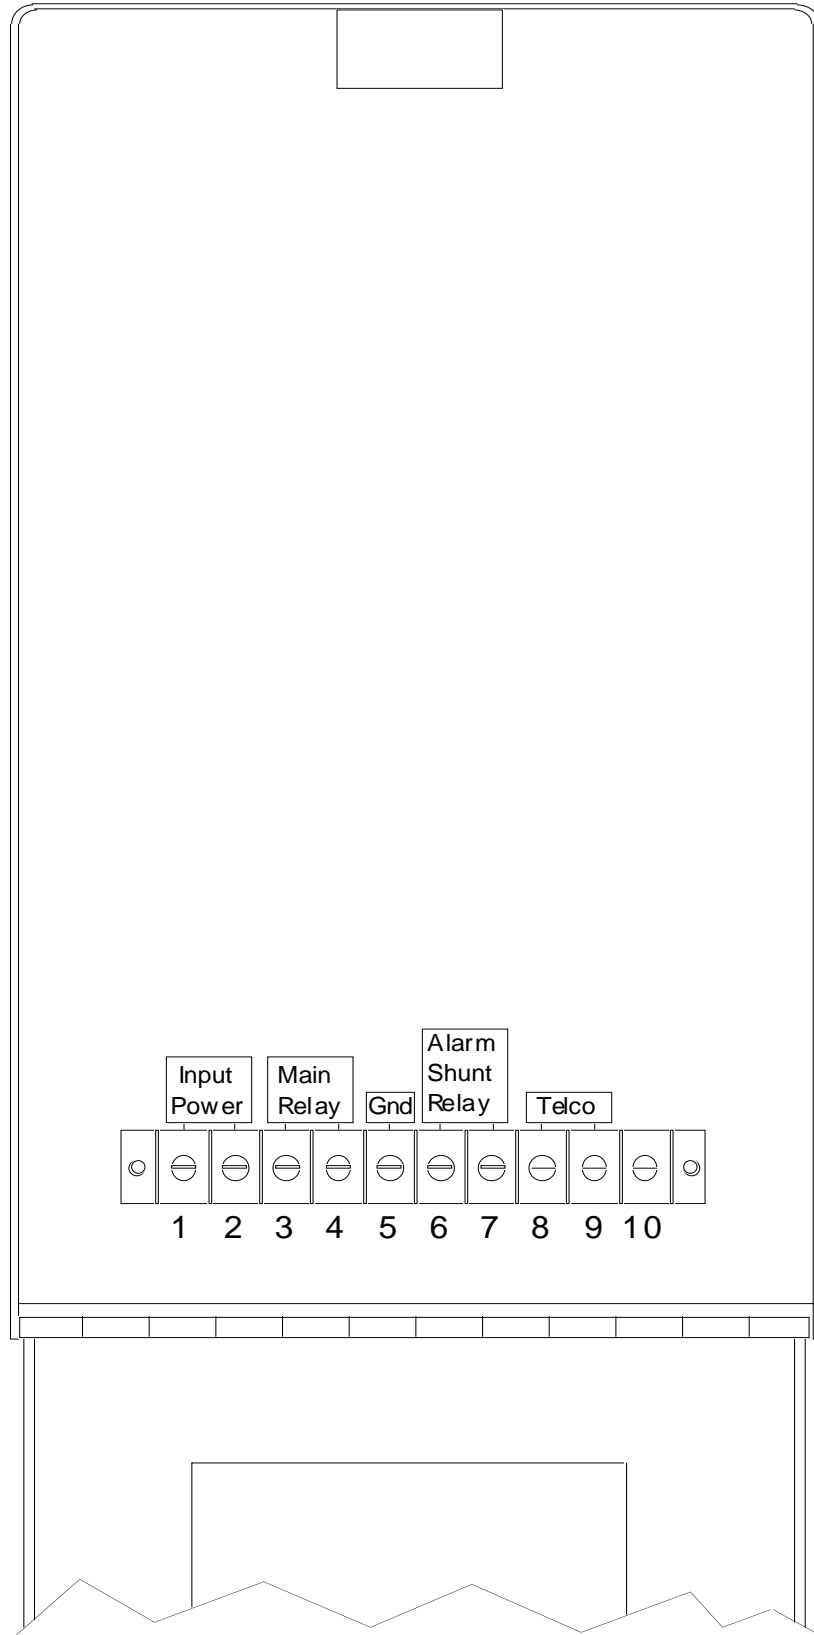 Input
Power
Main
Relay
Gnd
Alarm
Shunt
Relay
Telco
1 2 3 4 5 6 7 8 9 10